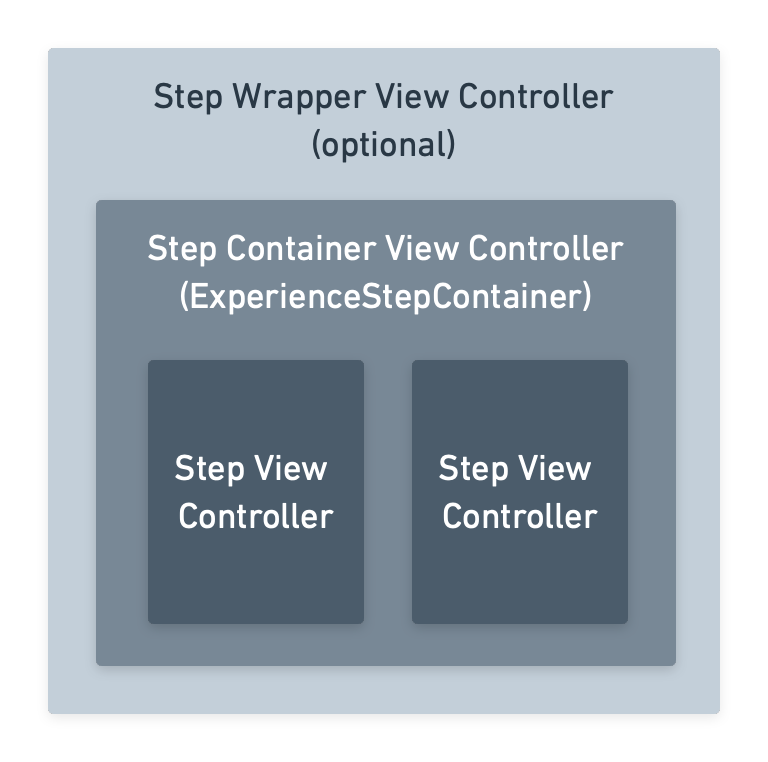 Step Wrapper View Controller
(optional)
Step Container View Controller
(ExperienceStepContainer)
Step View
Controller
Step View
Controller